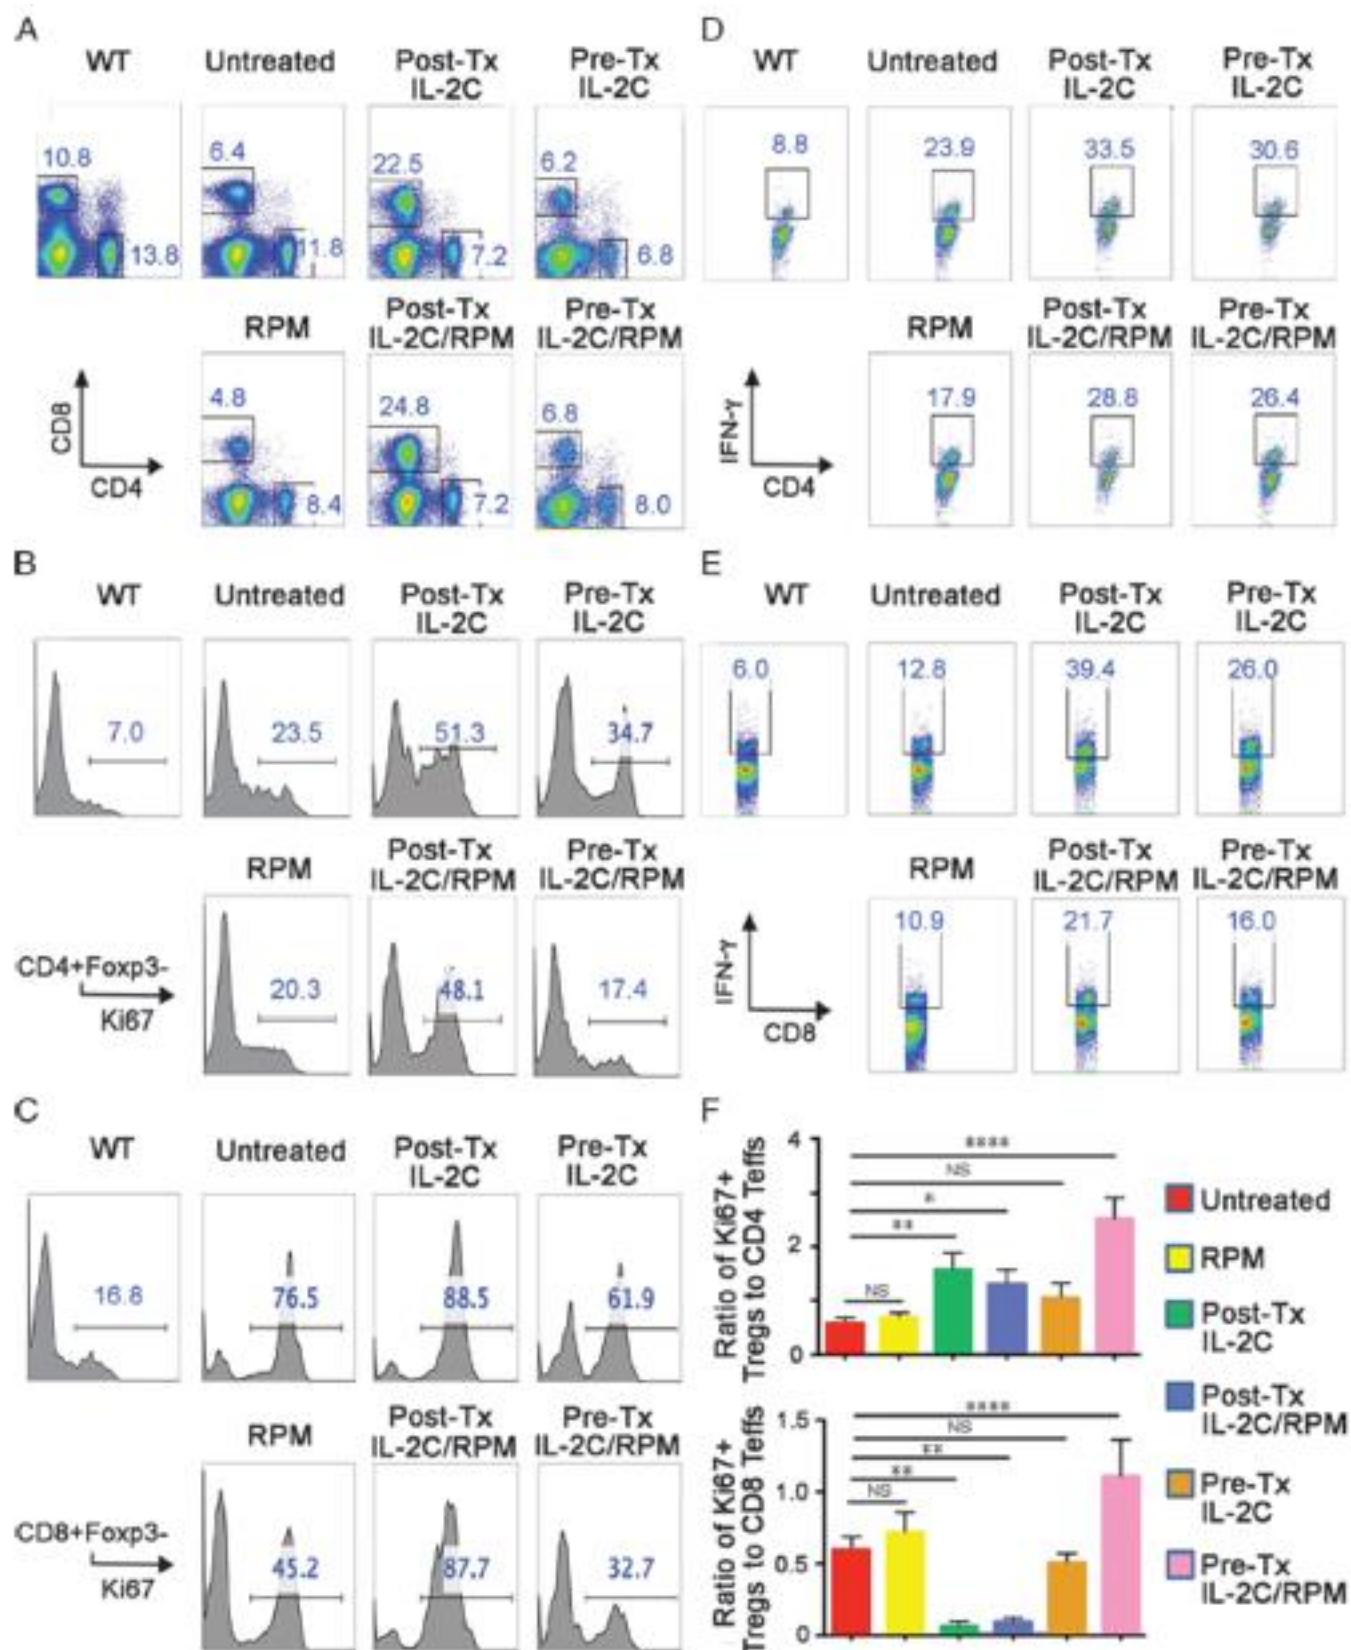 A
WT
Untreated
Post-Tx
IL-2C
Pre-Tx
IL-2C
10.8
13.8
6.4
11.8
22.5
7.2
6.2
6.8
RPM
Post-Tx
IL-2C/RPM
Pre-Tx
IL-2C/RPM
CD8
CD4
4.8
8.4
24.8
7.2
6.8
8.0
B
WT
Untreated
Post-Tx
IL-2C
Pre-Tx
IL-2C
7.0
23.5
51.3
34.7
RPM
Post-Tx
IL-2C/RPM
Pre-Tx
IL-2C/RPM
CD4+Foxp3-
Ki67
20.3
48.1
17.4
C
WT
Untreated
Post-Tx
IL-2C
Pre-Tx
IL-2C
16.8
76.5
88.5
61.9
RPM
Post-Tx
IL-2C/RPM
Pre-Tx
IL-2C/RPM
CD8+Foxp3-
Ki67
45.2
87.7
32.7
D
WT
Untreated
Post-Tx
IL-2C
Pre-Tx
IL-2C
8.8
23.9
33.5
30.6
RPM
Post-Tx
IL-2C/RPM
Pre-Tx
IL-2C/RPM
IFN-γ
CD4
17.9
28.8
26.4
E
WT
Untreated
Post-Tx
IL-2C
Pre-Tx
IL-2C
6.0
12.8
39.4
26.0
RPM
Post-Tx
IL-2C/RPM
Pre-Tx
IL-2C/RPM
IFN-γ
CD8
10.9
21.7
16.0
F
Ratio of Ki67+
Tregs to CD4 Teffs
4
2
0
****
NS
*
**
NS
Ratio of Ki67+
Tregs to CD8 Teffs
1.5
1.0
0.5
0
****
NS
**
**
NS
Untreated
RPM
Post-Tx
IL-2C
Post-Tx
IL-2C/RPM
Pre-Tx
IL-2C
Pre-Tx
IL-2C/RPM